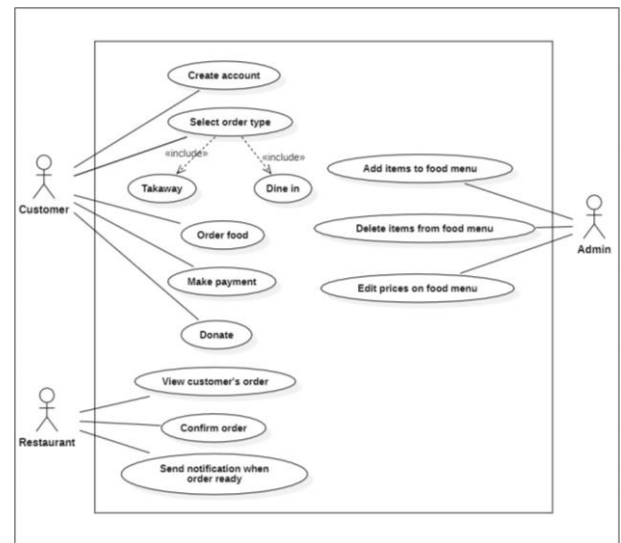 Create account
Select order type
«include»
«include»
Takaway
Dine in
Customer
Order food
Make payment
Donate
Add items to food menu
Delete items from food menu
Edit prices on food menu
Admin
View customer's order
Restaurant
Confirm order
Send notification when
order ready